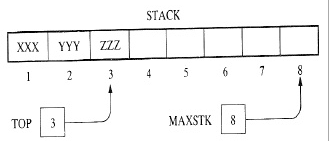 STACK
XXX YYY ZZZ
1 2 3 4 5 6 7 8
TOP 3 MAXSTK 8